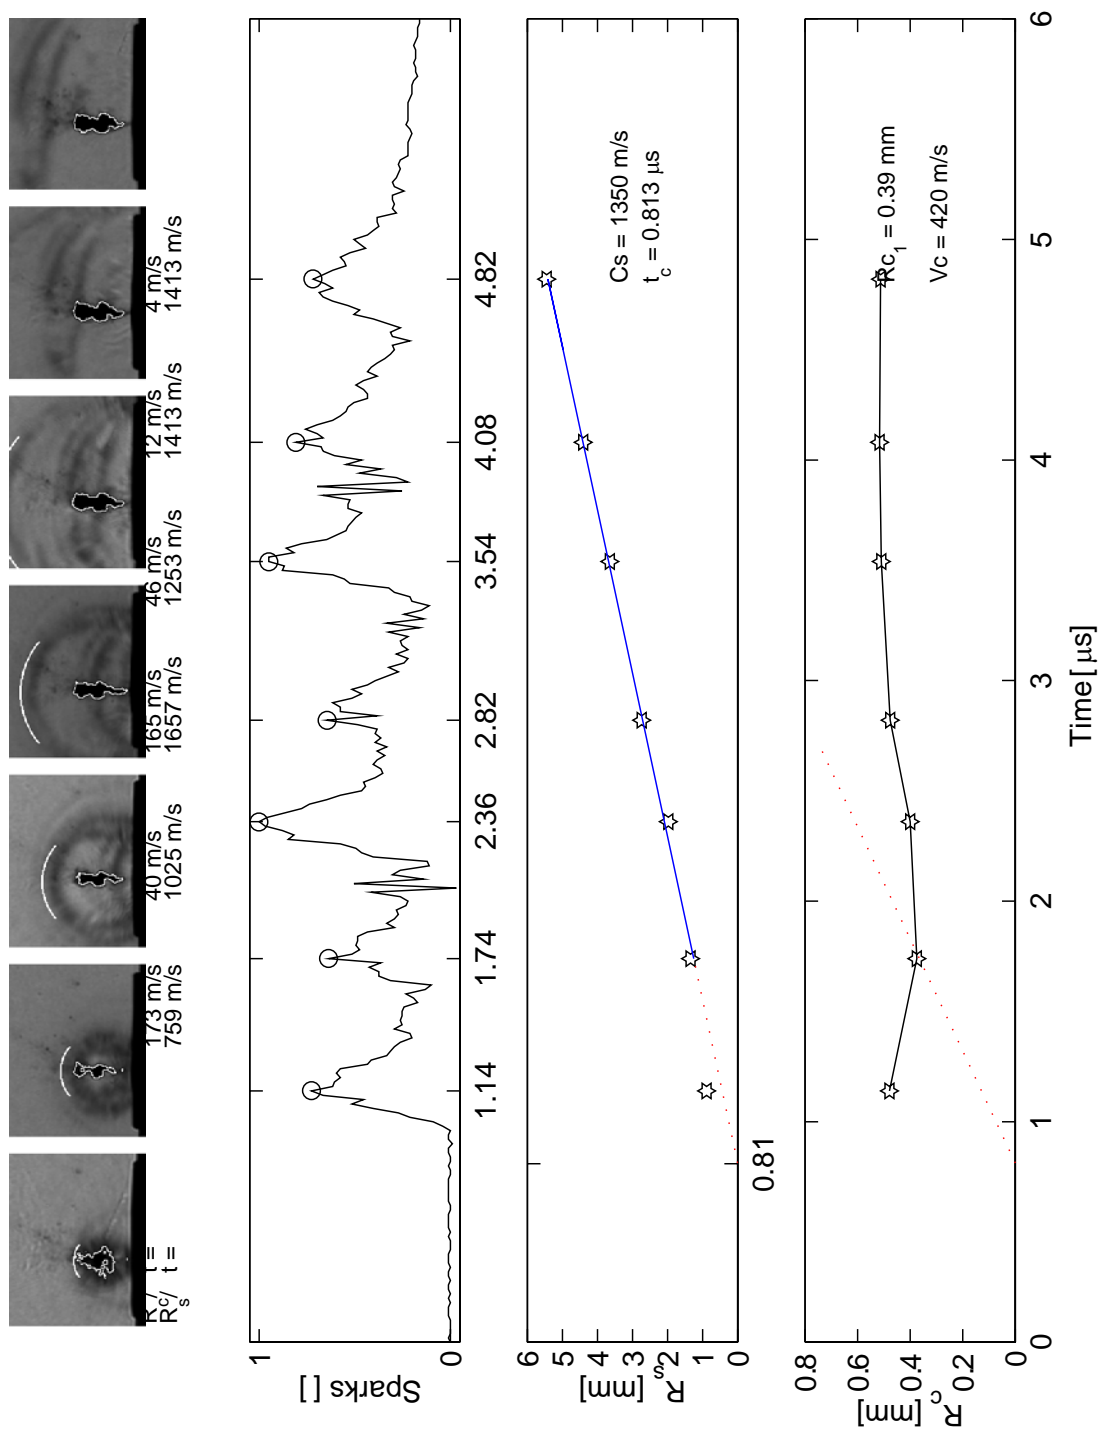 R_c/ t =
R_s/ t =
173 m/s
759 m/s
40 m/s
1025 m/s
165 m/s
1657 m/s
46 m/s
1253 m/s
12 m/s
1413 m/s
4 m/s
1413 m/s
Sparks [ ]
1
0
1.14
1.74
2.36
2.82
3.54
4.08
4.82
R_s [mm]
6
5
4
3
2
1
0
0.81
Cs = 1350 m/s
t_c = 0.813 µs
R_c [mm]
0.8
0.6
0.4
0.2
0
Rc_1 = 0.39 mm
Vc = 420 m/s
0
1
2
3
4
5
6
Time [µs]